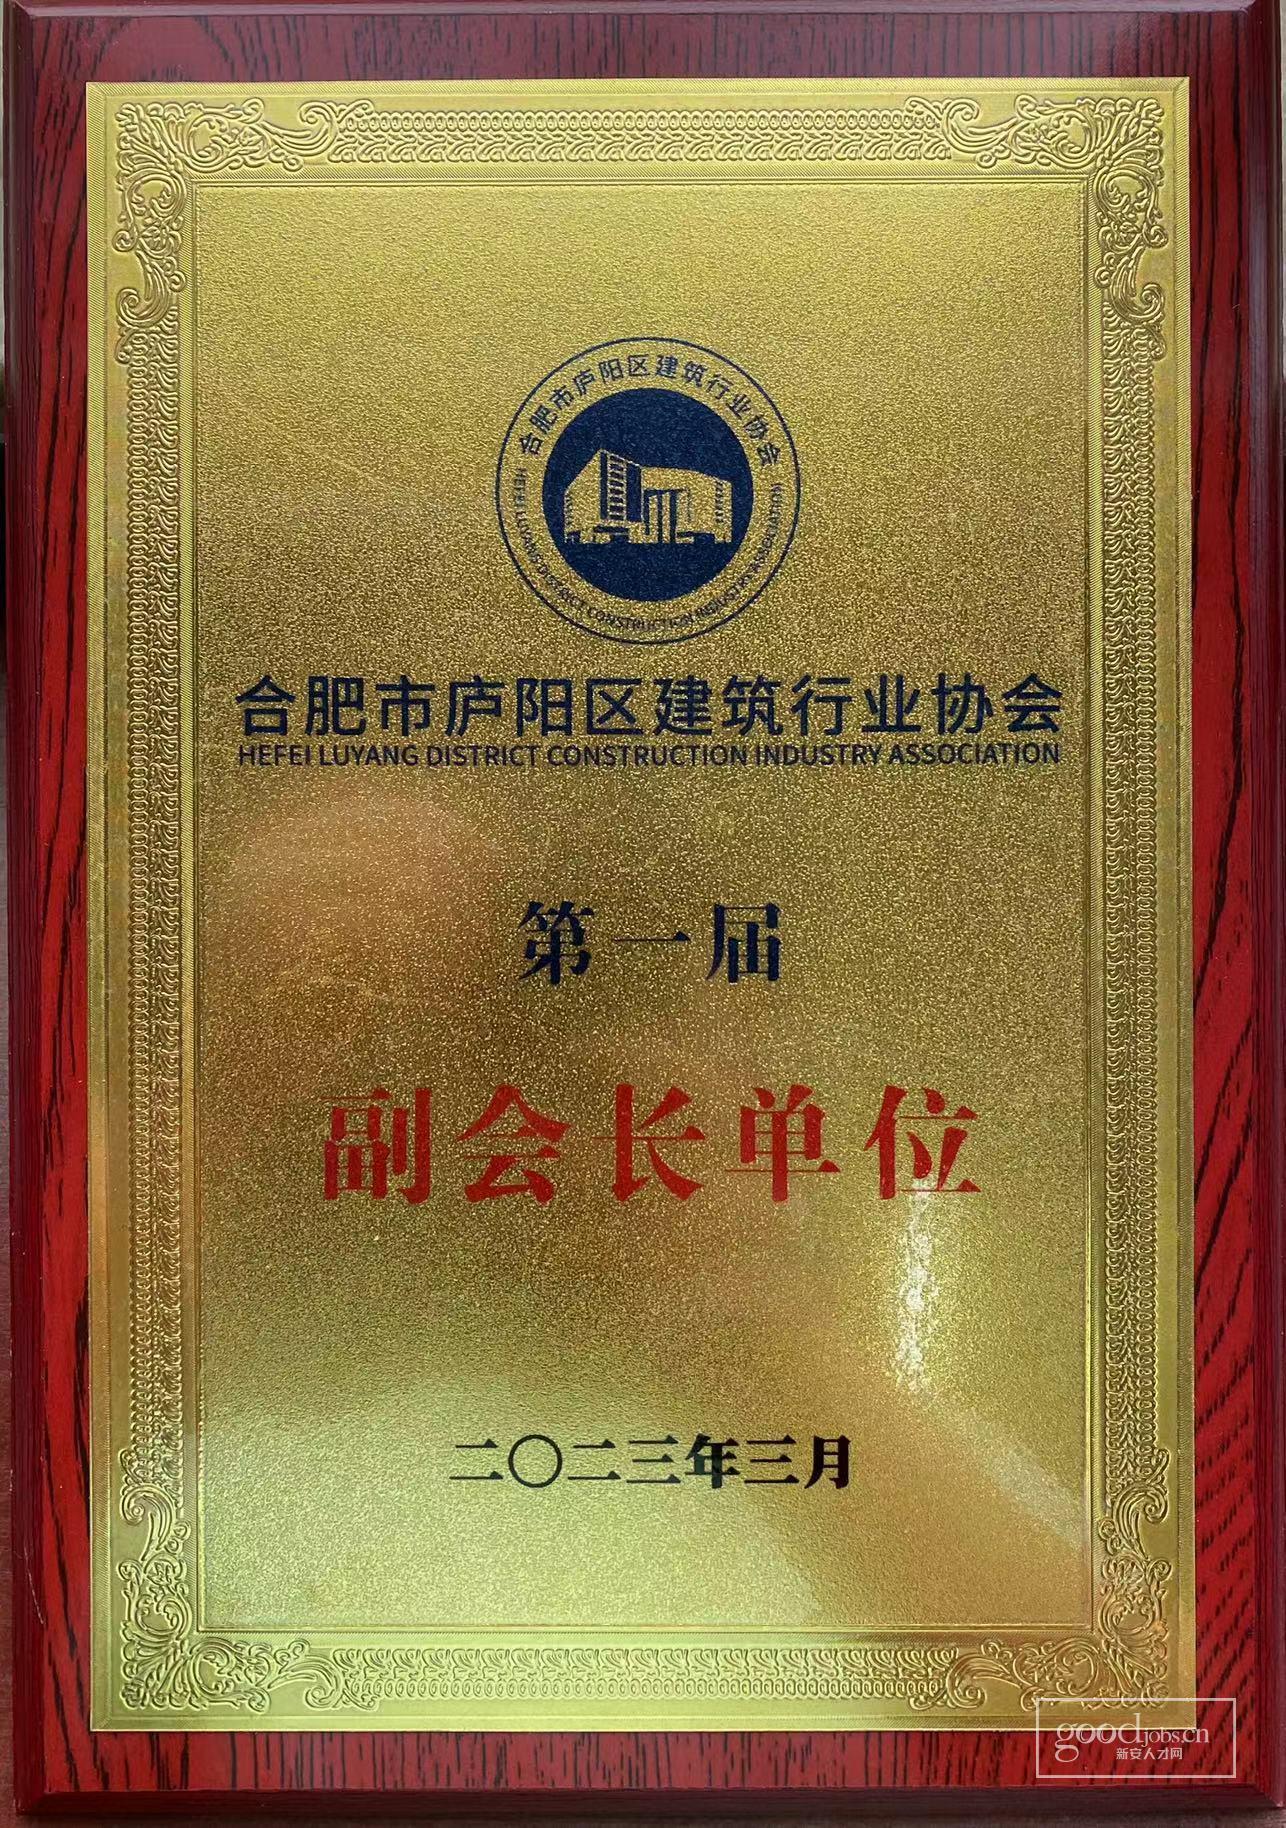 合肥市庐阳区建筑行业协会
HEFEI LUYANG DISTRICT CONSTRUCTION INDUSTRY ASSOCIATION
合肥市庐阳区建筑行业协会
HEFEI LUYANG DISTRICT CONSTRUCTION INDUSTRY ASSOCIATION
第一届
副会长单位
二〇二三年三月
goodjobs.cn
新安人才网